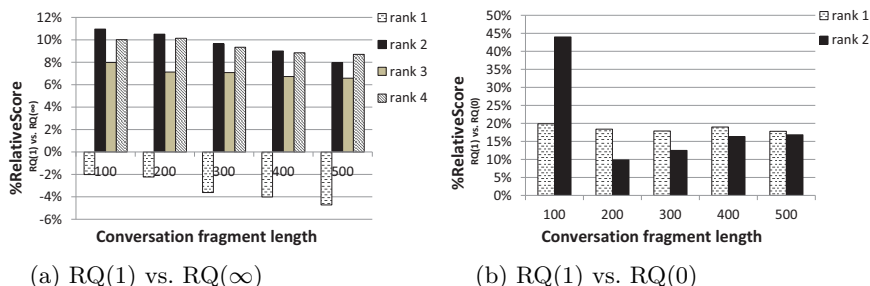 12%
10%
8%
6%
4%
2%
0%
-2%
-4%
-6%
100 200 300 400 500
%RelativeScore
RQ(1) vs. RQ(∞)
Conversation fragment length
rank 1
rank 2
rank 3
rank 4
(a) RQ(1) vs. RQ(∞)
50%
45%
40%
35%
30%
25%
20%
15%
10%
5%
0%
100 200 300 400 500
%RelativeScore
RQ(1) vs. RQ(0)
Conversation fragment length
rank 1
rank 2
(b) RQ(1) vs. RQ(0)